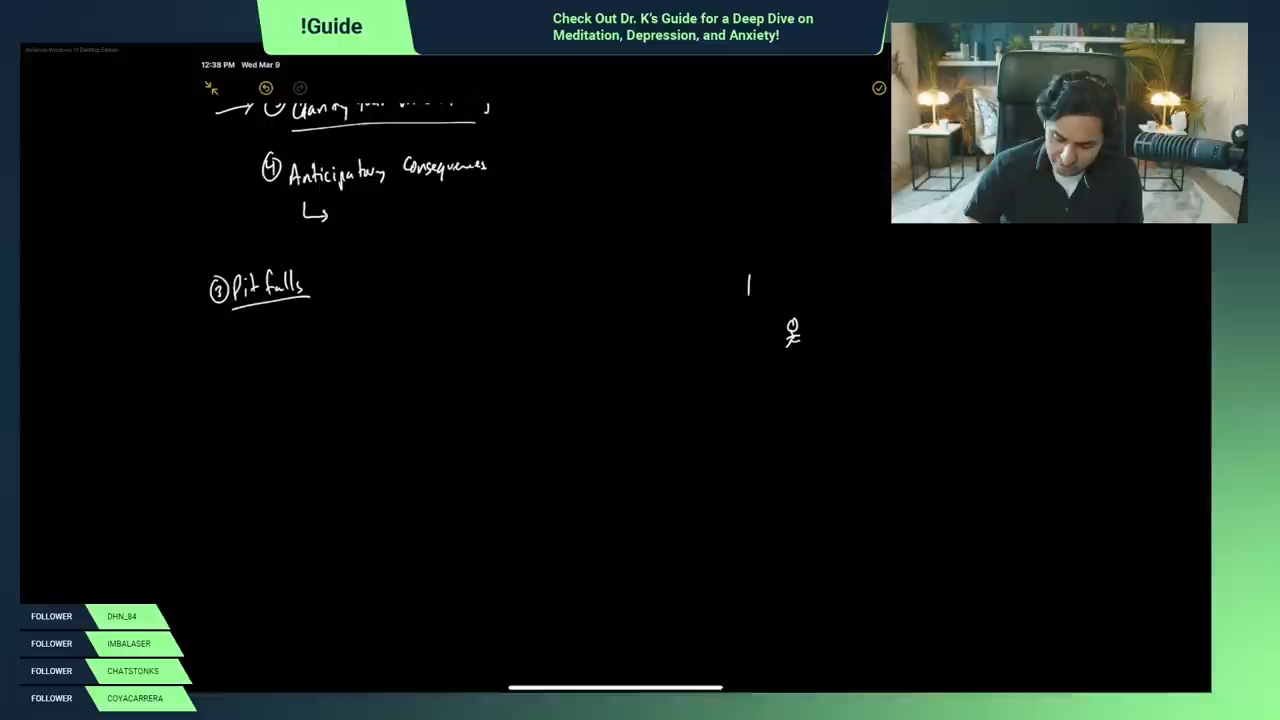 !Guide
Check Out Dr. K's Guide for a Deep Dive on
Meditation, Depression, and Anxiety!
12:38 PM Wed Mar 9
④ Anticipatory Consequences
③ Pitfalls
FOLLOWER DHN_84
FOLLOWER IMBALASER
FOLLOWER CHATSTONKS
FOLLOWER COYACARRERA